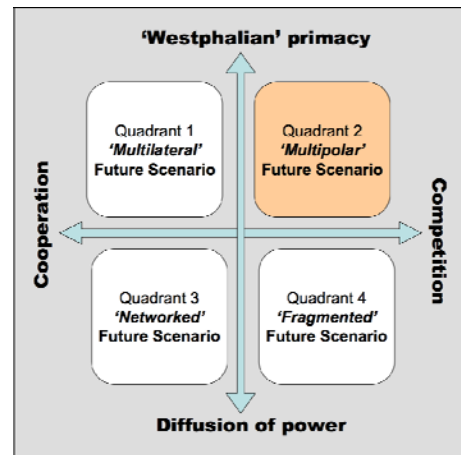 ‘Westphalian’ primacy
Quadrant 1
‘Multilateral’
Future Scenario
Quadrant 2
‘Multipolar’
Future Scenario
Cooperation
Competition
Quadrant 3
‘Networked’
Future Scenario
Quadrant 4
‘Fragmented’
Future Scenario
Diffusion of power